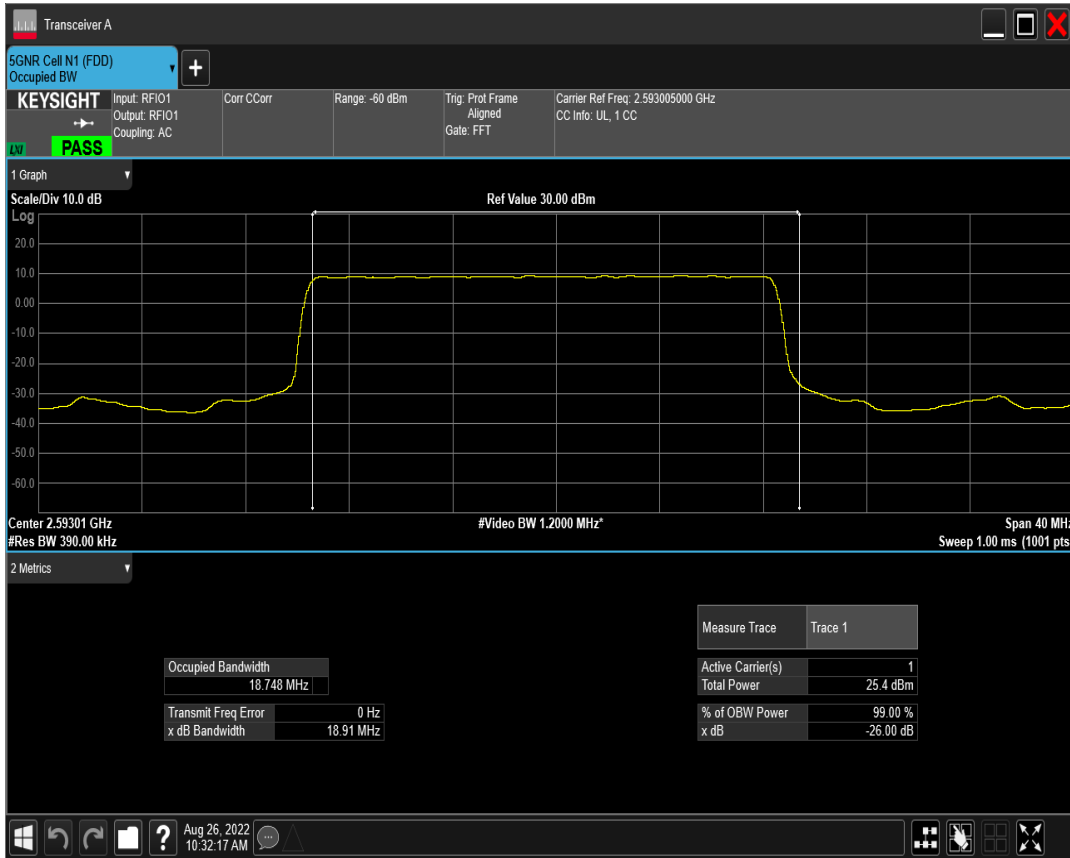 Transceiver A
5GNR Cell N1 (FDD)
Occupied BW
+
KEYSIGHT
LXI
PASS
Input: RFIO1
Output: RFIO1
Coupling: AC
Corr CCorr
Range: -60 dBm
Trig: Prot Frame
Aligned
Gate: FFT
Carrier Ref Freq: 2.593005000 GHz
CC Info: UL, 1 CC
1 Graph
Scale/Div 10.0 dB
Ref Value 30.00 dBm
Log
20.0
10.0
0.00
-10.0
-20.0
-30.0
-40.0
-50.0
-60.0
Center 2.59301 GHz
#Video BW 1.2000 MHz*
Span 40 MHz
#Res BW 390.00 kHz
Sweep 1.00 ms (1001 pts
2 Metrics
Measure Trace Trace 1
Occupied Bandwidth
18.748 MHz
Active Carrier(s) 1
Total Power 25.4 dBm
Transmit Freq Error 0 Hz
x dB Bandwidth 18.91 MHz
% of OBW Power 99.00 %
x dB -26.00 dB
?
Aug 26, 2022
10:32:17 AM